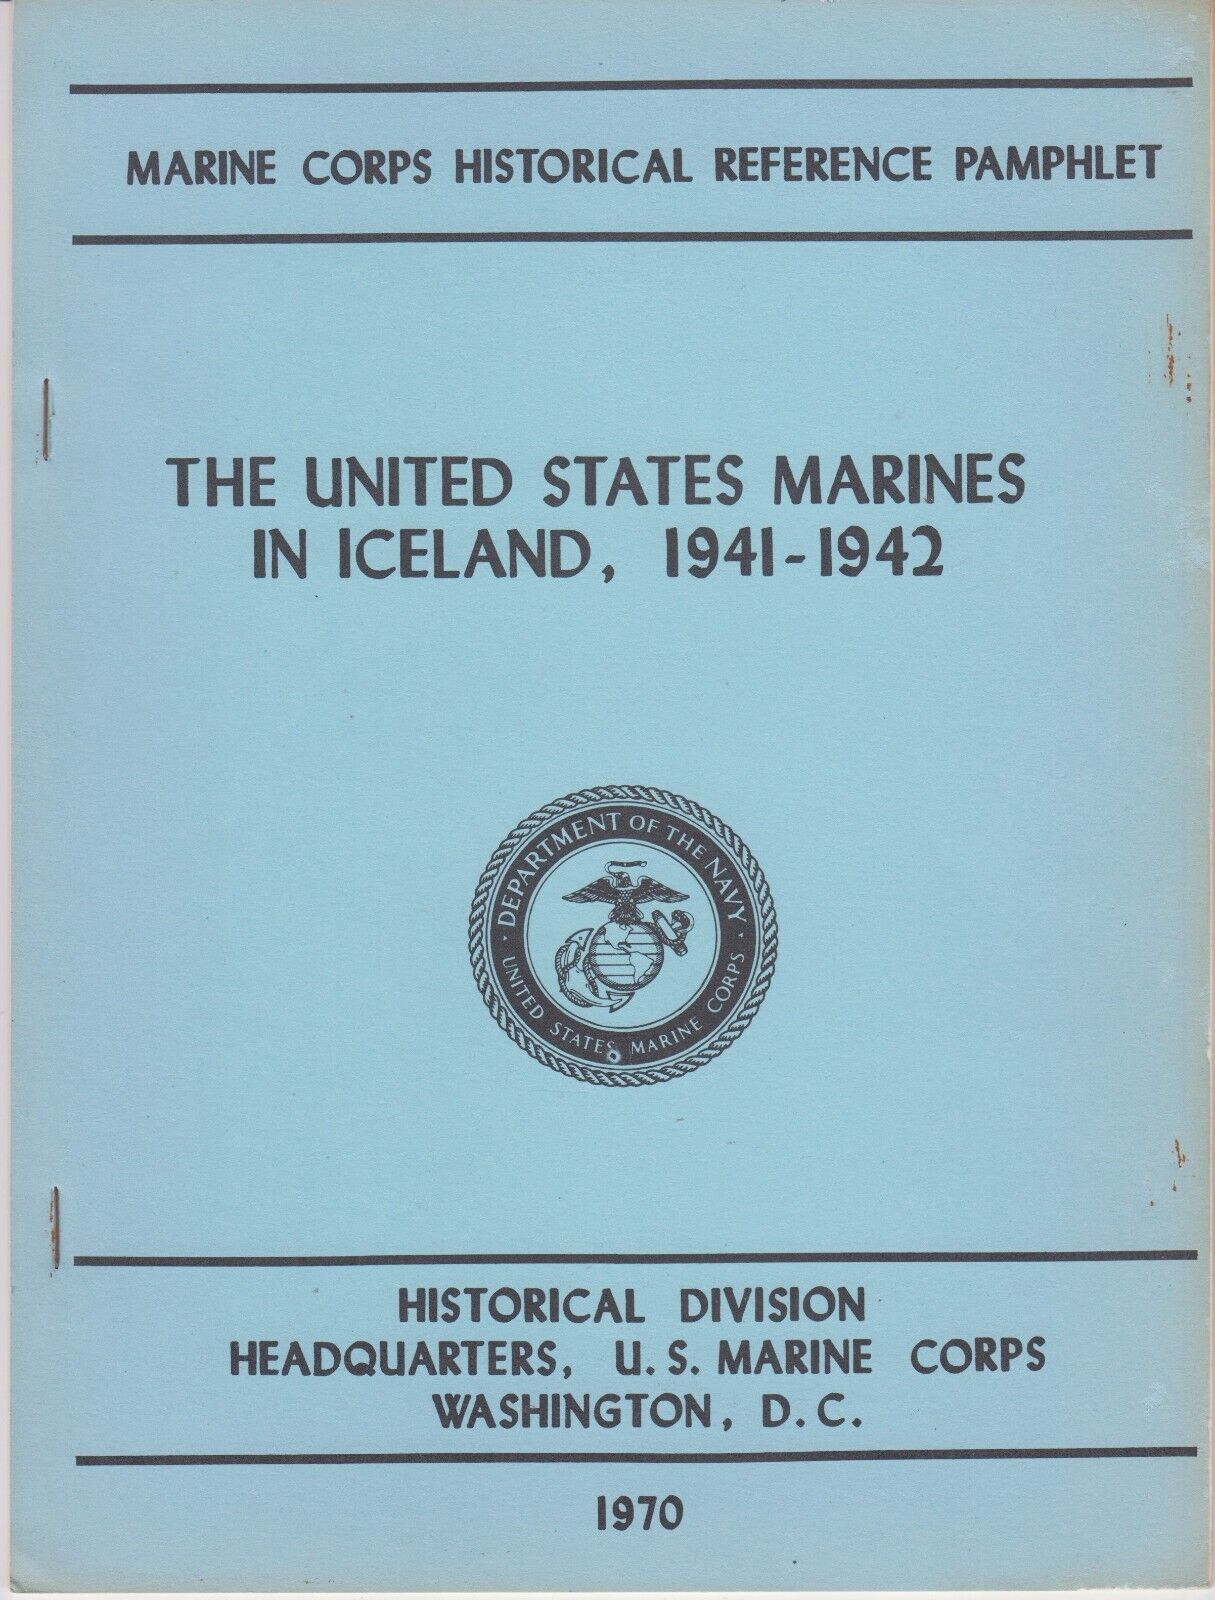 MARINE CORPS HISTORICAL REFERENCE PAMPHLET
THE UNITED STATES MARINES
IN ICELAND, 1941-1942
DEPARTMENT OF THE NAVY
UNITED STATES MARINE CORPS
HISTORICAL DIVISION
HEADQUARTERS, U. S. MARINE CORPS
WASHINGTON, D. C.
1970